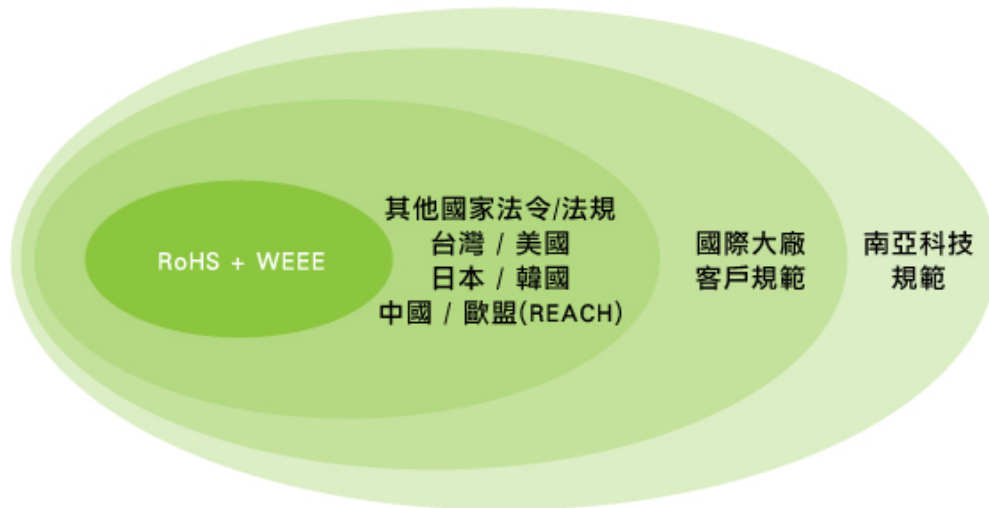 RoHS + WEEE
其他國家法令/法規
台灣 / 美國
日本 / 韓國
中國 / 歐盟(REACH)
國際大廠
客戶規範
南亞科技
規範